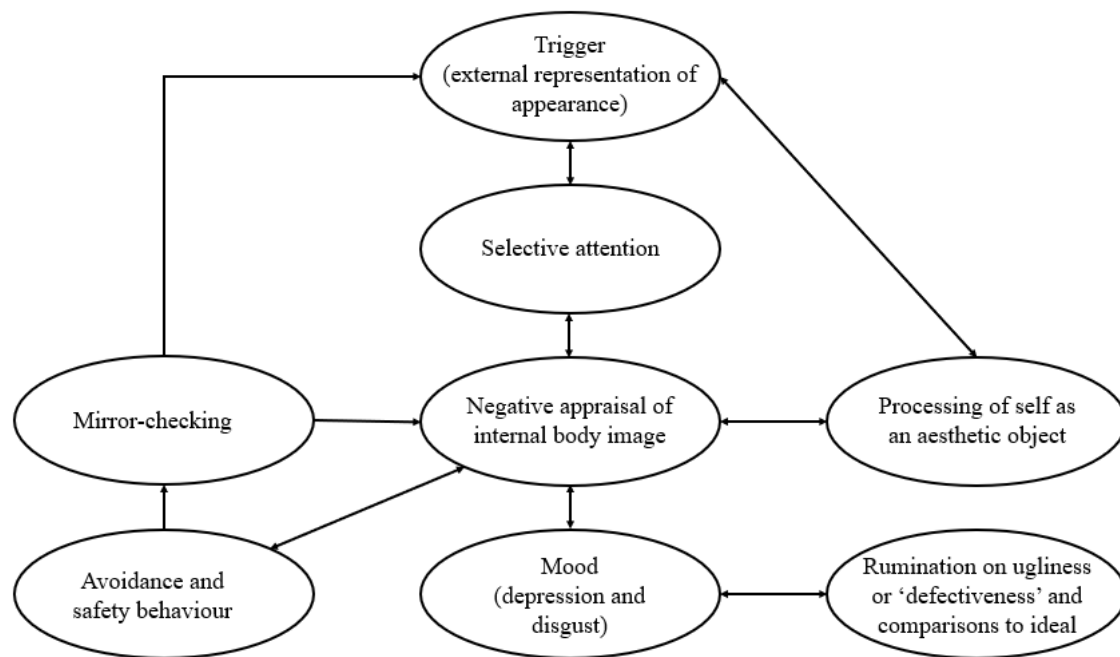 Trigger
(external representation of
appearance)
Selective attention
Mirror-checking
Negative appraisal of
internal body image
Processing of self as
an aesthetic object
Avoidance and
safety behaviour
Mood
(depression and
disgust)
Rumination on ugliness
or ‘defectiveness’ and
comparisons to ideal